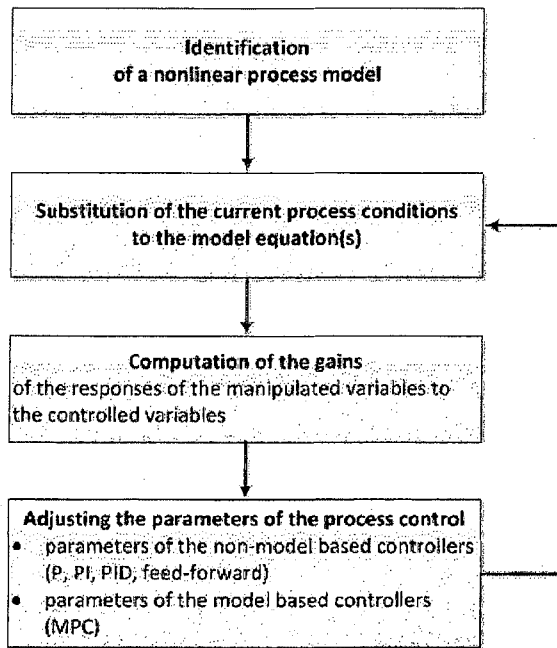 Identification
of a nonlinear process model
Substitution of the current process conditions
to the model equation(s)
Computation of the gains
of the responses of the manipulated variables to
the controlled variables
Adjusting the parameters of the process control
• parameters of the non-model based controllers
(P, PI, PID, feed-forward)
• parameters of the model based controllers
(MPC)